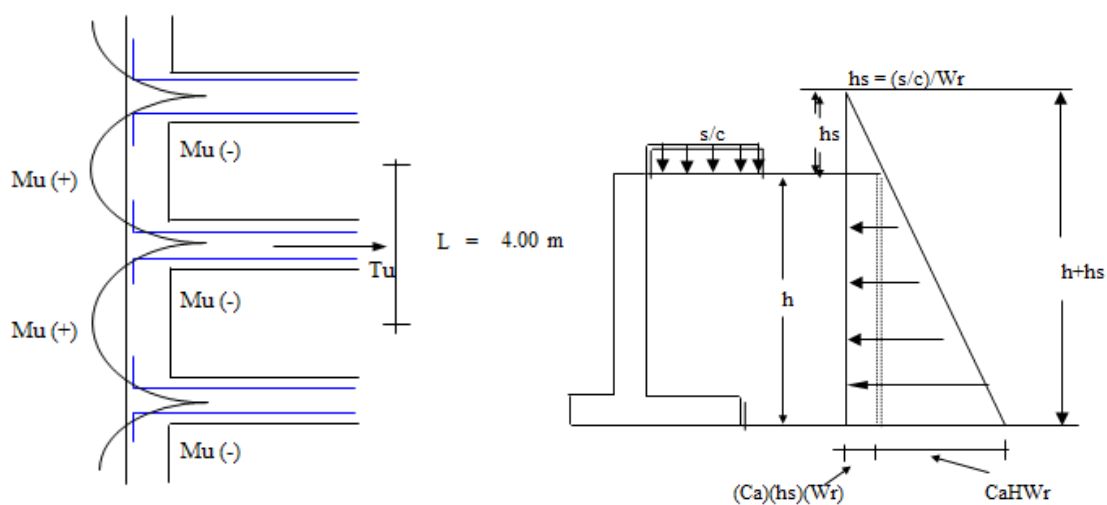 Mu (-)
Mu (+)
Tu
L = 4.00 m
Mu (-)
Mu (+)
Mu (-)
hs = (s/c)/Wr
s/c
hs
h
h+hs
(Ca)(hs)(Wr)
CaHWr